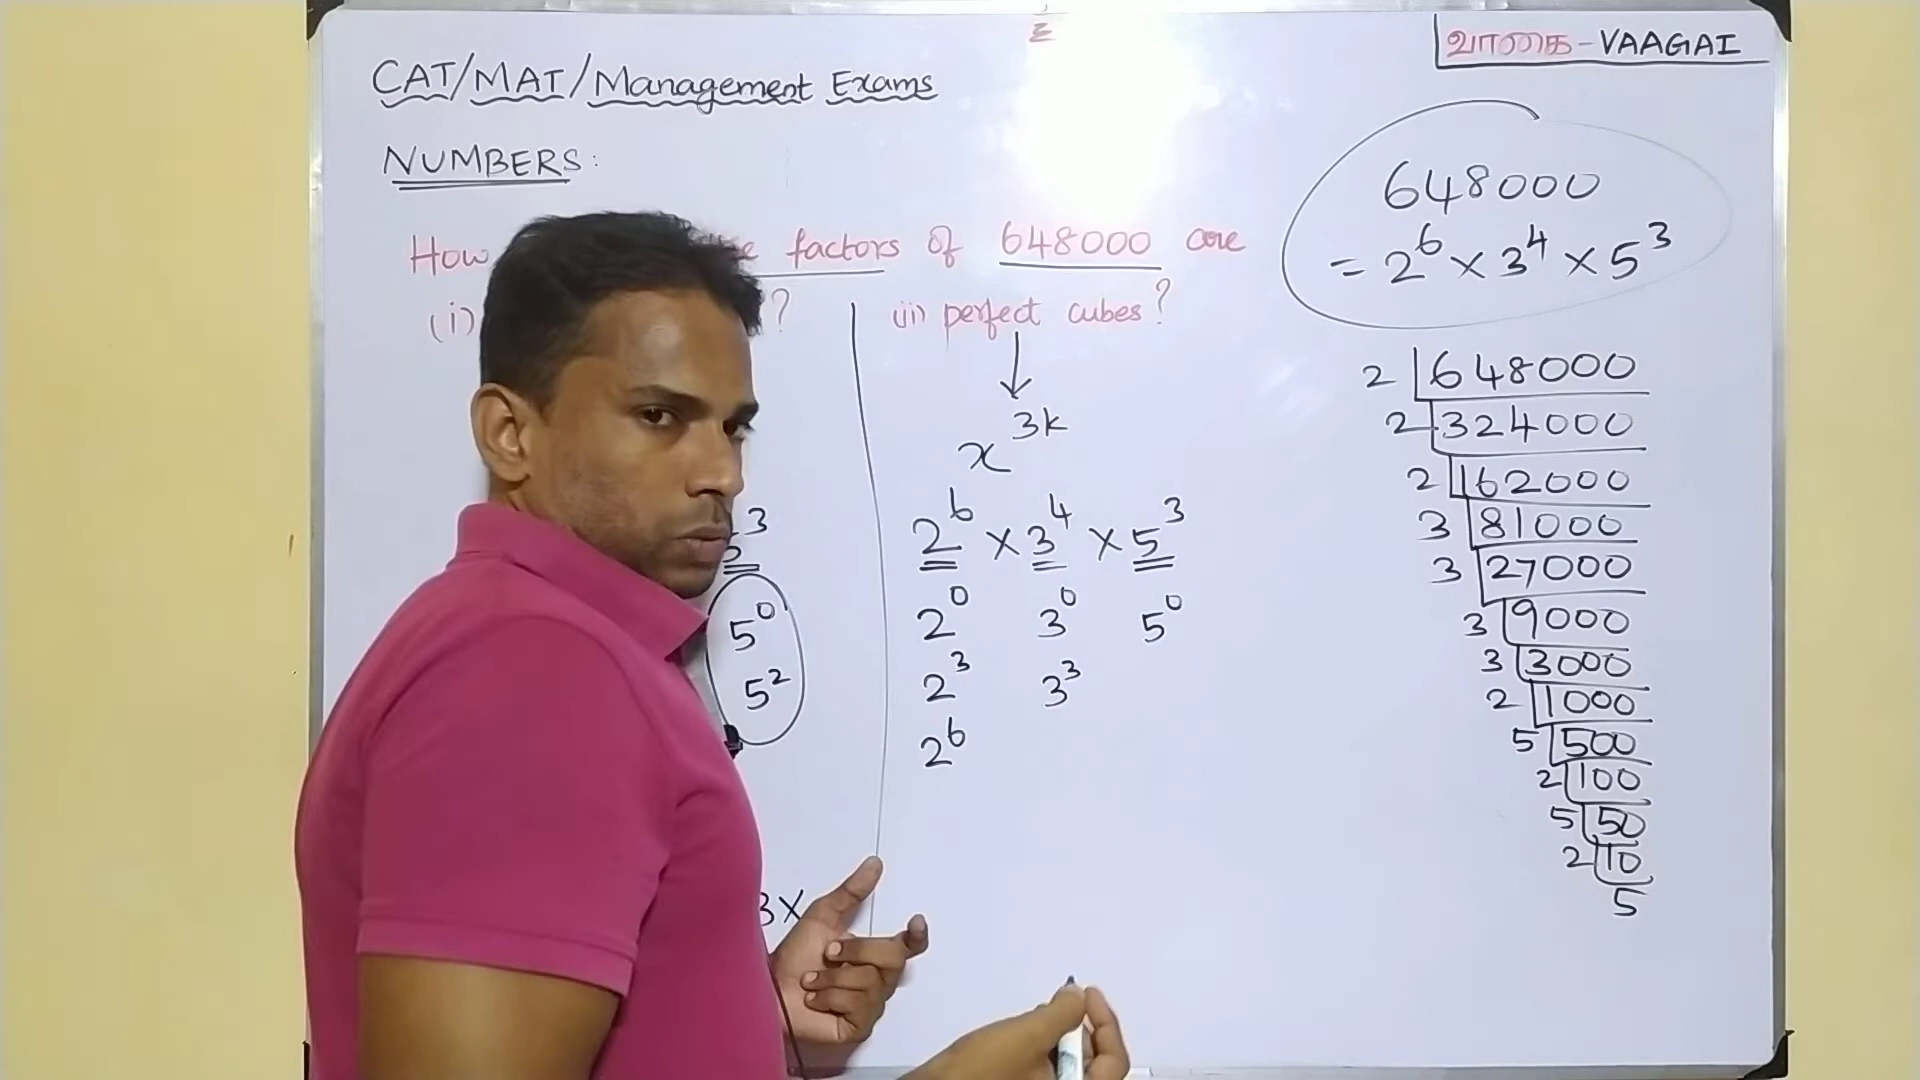 வாகை - VAAGAI
CAT/MAT/Management Exams
NUMBERS:
How factors of 648000 are
(i) ?
(ii) perfect cubes?
x^3k
3
5^0
5^2
3X
2^6 × 3^4 × 5^3
2^0 3^0 5^0
2^3 3^3
2^6
648000
= 2^6 × 3^4 × 5^3
2 648000
2 324000
2 162000
3 81000
3 27000
3 9000
3 3000
2 1000
5 500
2 100
5 50
2 10
5